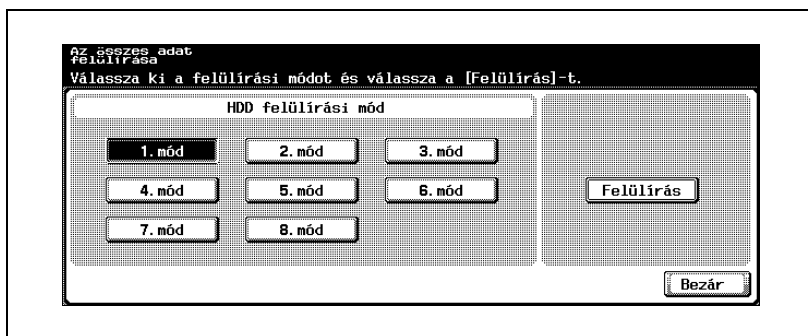 Az összes adat
felülírása
Válassza ki a felülírási módot és válassza a [Felülírás]-t.
HDD felülírási mód
1. mód 2. mód 3. mód
4. mód 5. mód 6. mód Felülírás
7. mód 8. mód
Bezár